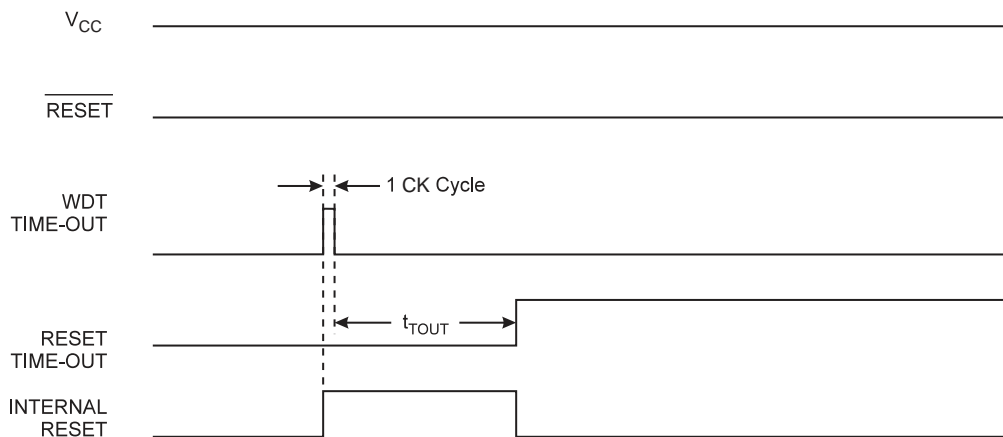 VCC
RESET
1 CK Cycle
WDT
TIME-OUT
tTOUT
RESET
TIME-OUT
INTERNAL
RESET